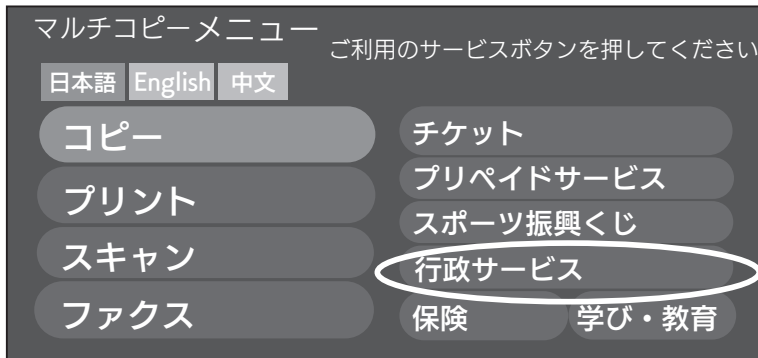 マルチコピーメニュー
ご利用のサービスボタンを押してください
日本語 English 中文
コピー
プリント
スキャン
ファクス
チケット
プリペイドサービス
スポーツ振興くじ
行政サービス
保険 学び・教育